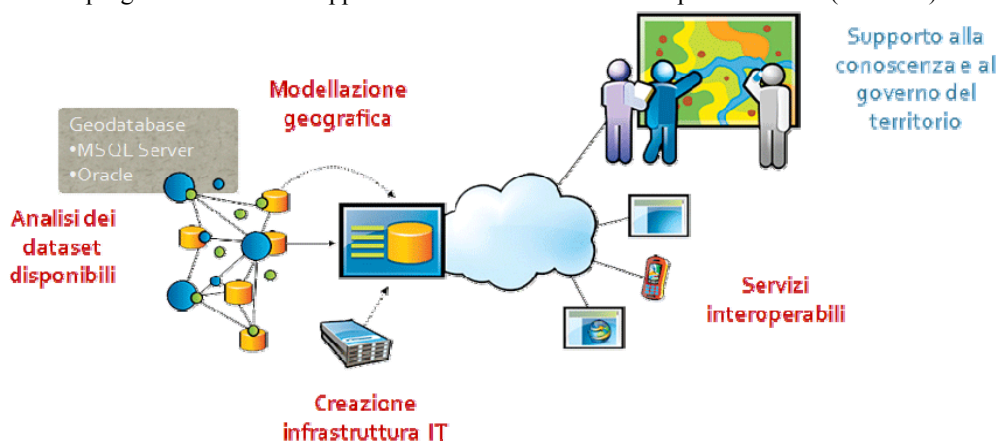 Supporto alla
conoscenza e al
governo del
territorio
Modellazione
geografica
Geodatabase
•MSQL Server
•Oracle
Analisi dei
dataset
disponibili
Servizi
interoperabili
Creazione
infrastruttura IT